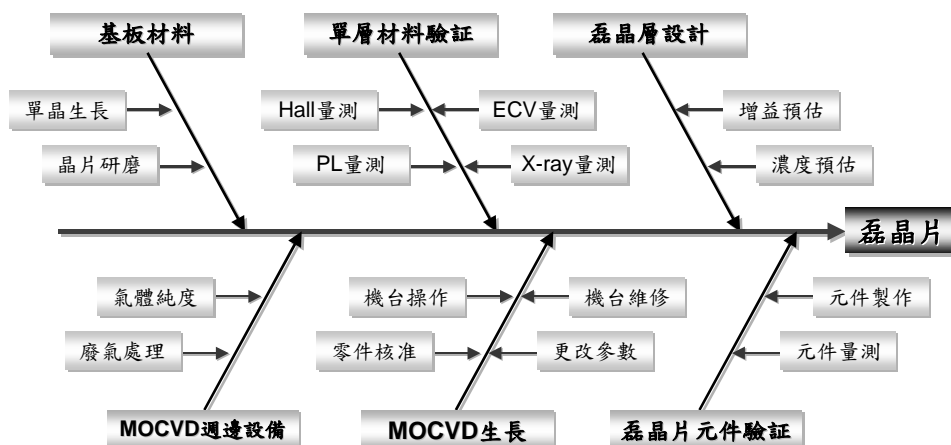 基板材料
單層材料驗証
磊晶層設計
單晶生長
Hall量測
ECV量測
增益預估
晶片研磨
PL量測
X-ray量測
濃度預估
磊晶片
氣體純度
機台操作
機台維修
元件製作
廢氣處理
零件核准
更改參數
元件量測
MOCVD週邊設備
MOCVD生長
磊晶片元件驗証